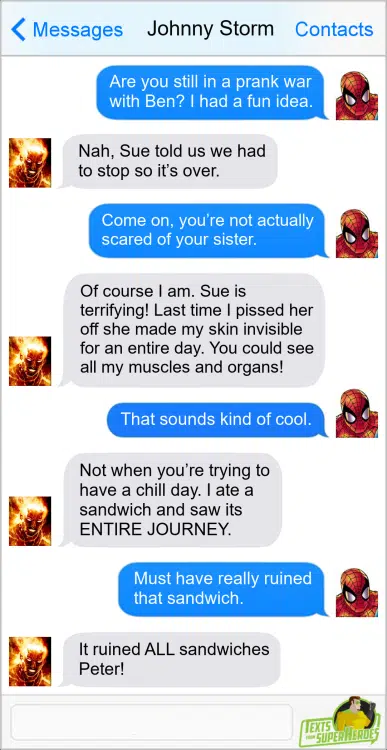 Messages
Johnny Storm
Contacts
Are you still in a prank war
with Ben? I had a fun idea.
Nah, Sue told us we had
to stop so it's over.
Come on, you're not actually
scared of your sister.
Of course I am. Sue is
terrifying! Last time I pissed her
off she made my skin invisible
for an entire day. You could see
all my muscles and organs!
That sounds kind of cool.
Not when you're trying to
have a chill day. I ate a
sandwich and saw its
ENTIRE JOURNEY.
Must have really ruined
that sandwich.
It ruined ALL sandwiches
Peter!
TEXTS
FROM
SUPERHEROES